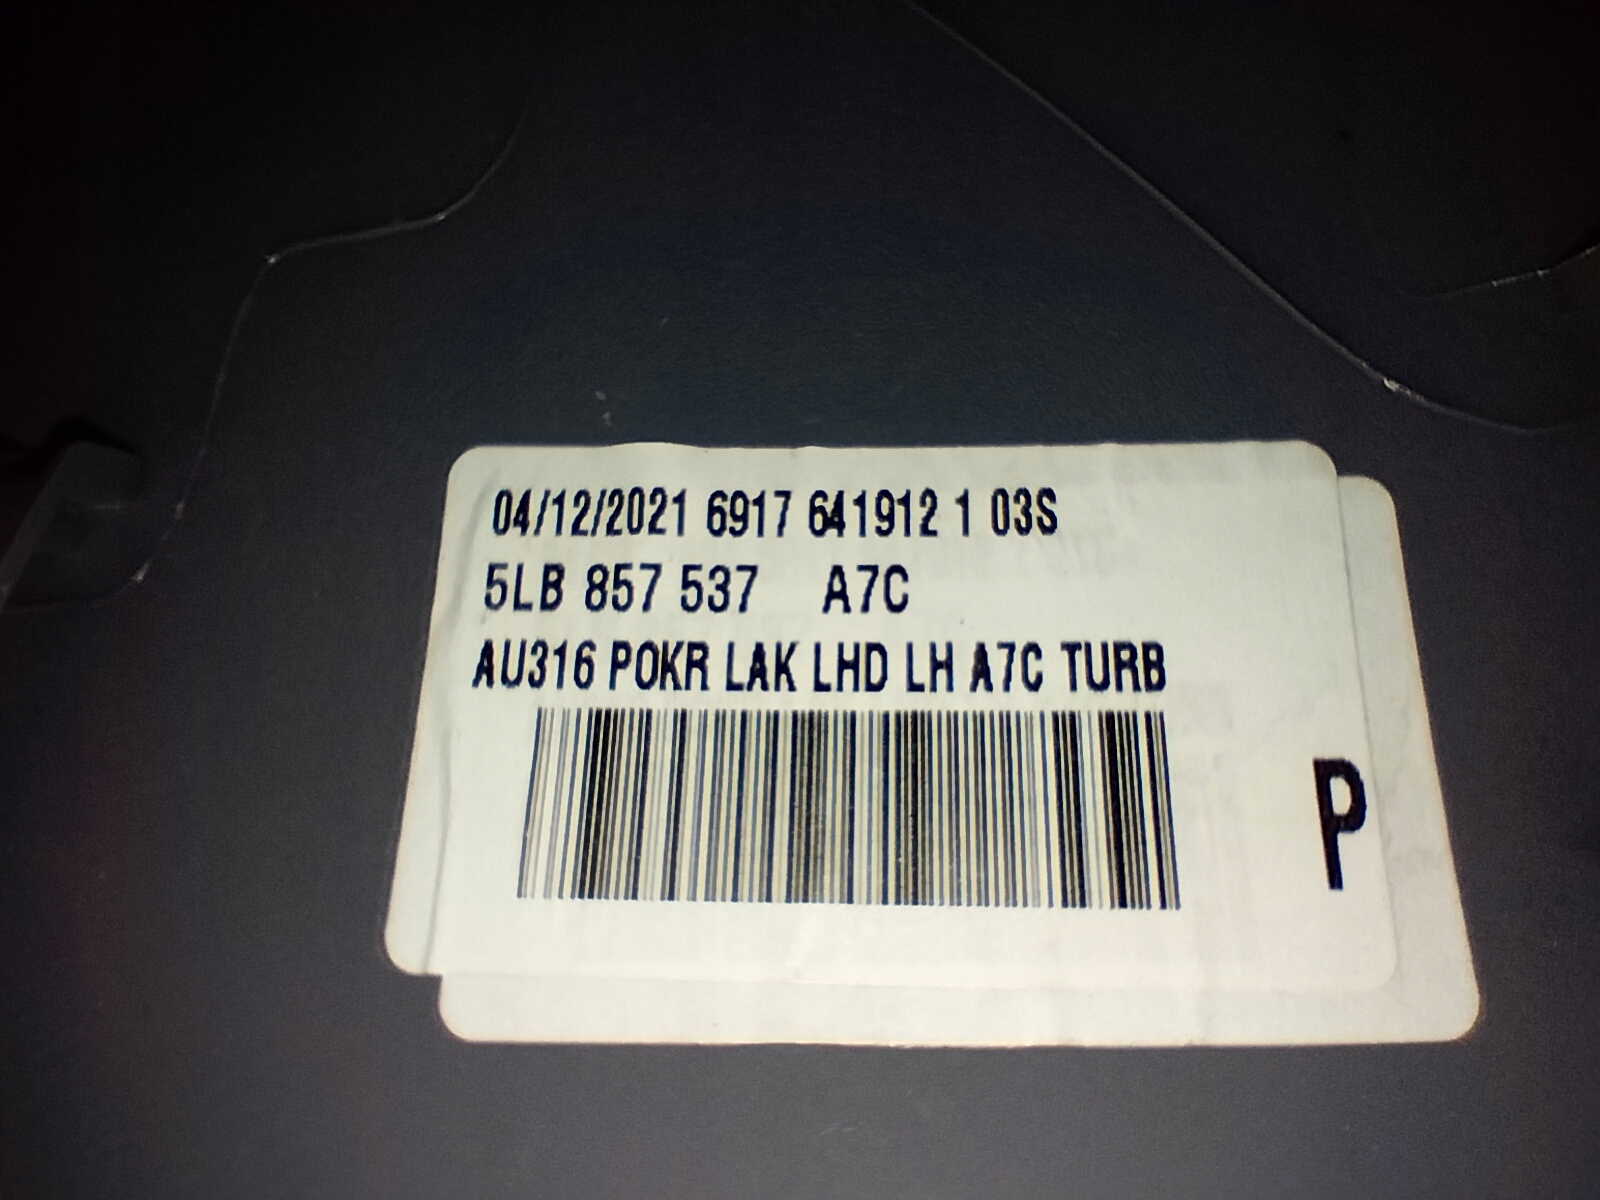 04/12/2021 6917 641912 1 03S
5LB 857 537 A7C
AU316 POKR LAK LHD LH A7C TURB
P